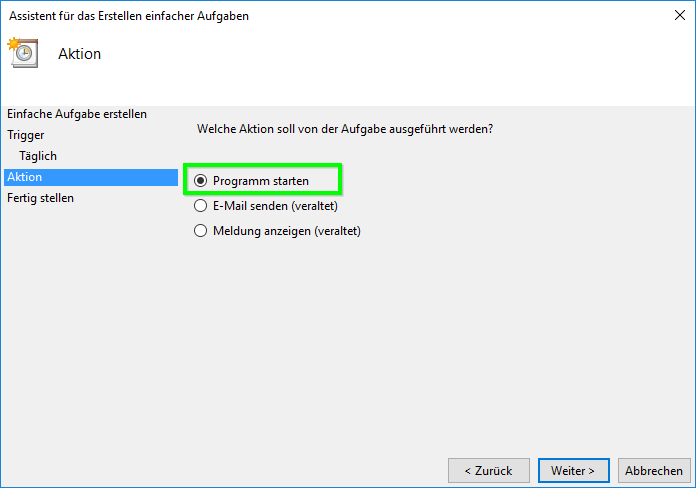 Assistent für das Erstellen einfacher Aufgaben
Aktion
Einfache Aufgabe erstellen
Trigger
Täglich
Aktion
Fertig stellen
Welche Aktion soll von der Aufgabe ausgeführt werden?
Programm starten
E-Mail senden (veraltet)
Meldung anzeigen (veraltet)
< Zurück
Weiter >
Abbrechen